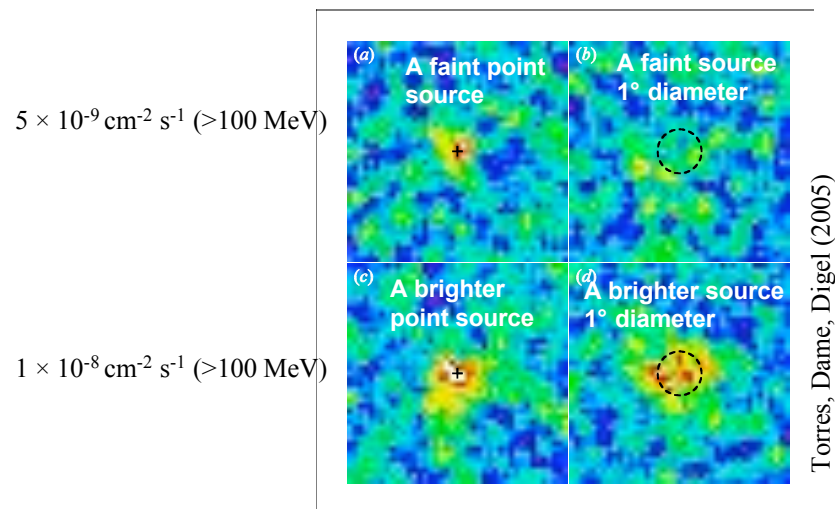 (a)
A faint point
source
(b)
A faint source
1° diameter
5 × 10⁻⁹ cm⁻² s⁻¹ (>100 MeV)
(c)
A brighter
point source
(d)
A brighter source
1° diameter
1 × 10⁻⁸ cm⁻² s⁻¹ (>100 MeV)
Torres, Dame, Digel (2005)